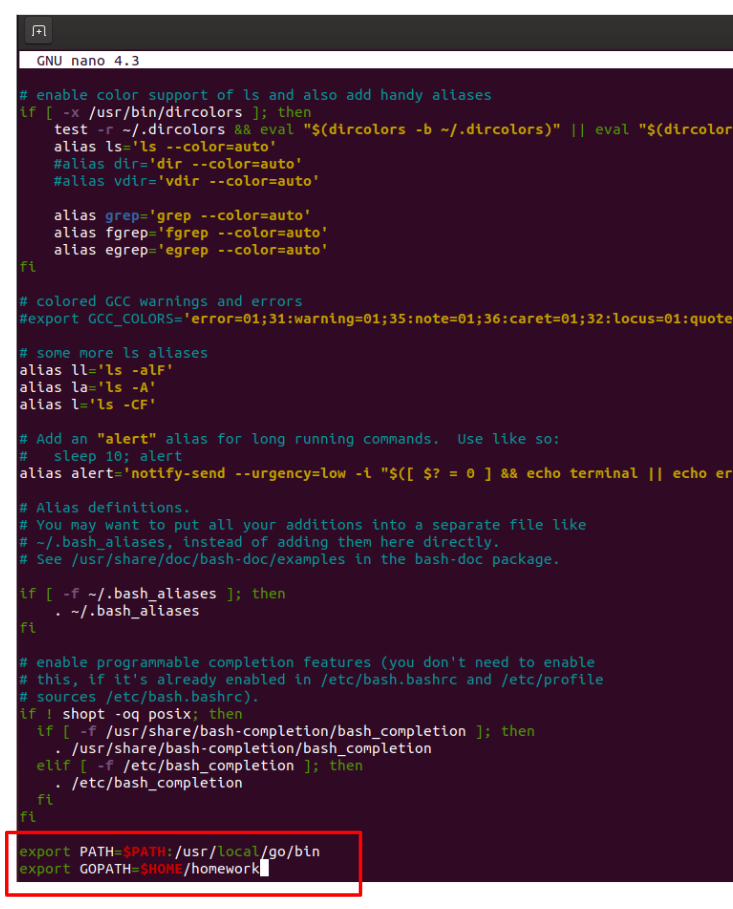 GNU nano 4.3
# enable color support of ls and also add handy aliases
if [ -x /usr/bin/dircolors ]; then
    test -r ~/.dircolors && eval "$(dircolors -b ~/.dircolors)" || eval "$(dircolor
    alias ls='ls --color=auto'
    #alias dir='dir --color=auto'
    #alias vdir='vdir --color=auto'
    alias grep='grep --color=auto'
    alias fgrep='fgrep --color=auto'
    alias egrep='egrep --color=auto'
fi
# colored GCC warnings and errors
#export GCC_COLORS='error=01;31:warning=01;35:note=01;36:caret=01;32:locus=01:quote
# some more ls aliases
alias ll='ls -alF'
alias la='ls -A'
alias l='ls -CF'
# Add an "alert" alias for long running commands.  Use like so:
#   sleep 10; alert
alias alert='notify-send --urgency=low -i "$([ $? = 0 ] && echo terminal || echo er
# Alias definitions.
# You may want to put all your additions into a separate file like
# ~/.bash_aliases, instead of adding them here directly.
# See /usr/share/doc/bash-doc/examples in the bash-doc package.
if [ -f ~/.bash_aliases ]; then
    . ~/.bash_aliases
fi
# enable programmable completion features (you don't need to enable
# this, if it's already enabled in /etc/bash.bashrc and /etc/profile
# sources /etc/bash.bashrc).
if ! shopt -oq posix; then
  if [ -f /usr/share/bash-completion/bash_completion ]; then
    . /usr/share/bash-completion/bash_completion
  elif [ -f /etc/bash_completion ]; then
    . /etc/bash_completion
  fi
fi
export PATH=$PATH:/usr/local/go/bin
export GOPATH=$HOME/homework